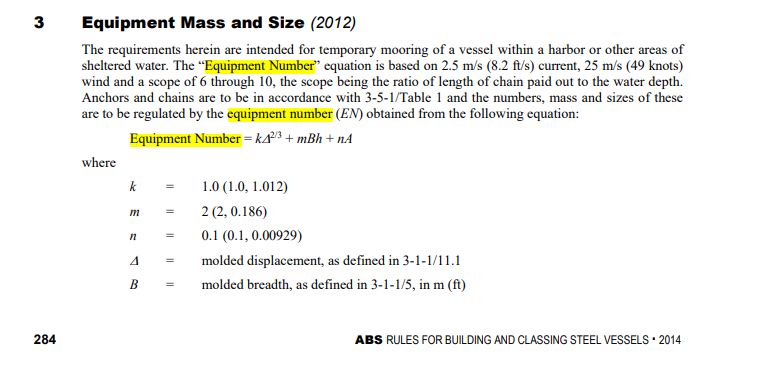 3 Equipment Mass and Size (2012)
The requirements herein are intended for temporary mooring of a vessel within a harbor or other areas of
sheltered water. The “Equipment Number” equation is based on 2.5 m/s (8.2 ft/s) current, 25 m/s (49 knots)
wind and a scope of 6 through 10, the scope being the ratio of length of chain paid out to the water depth.
Anchors and chains are to be in accordance with 3-5-1/Table 1 and the numbers, mass and sizes of these
are to be regulated by the equipment number (EN) obtained from the following equation:
Equipment Number = kΔ^2/3 + mBh + nA
where
k = 1.0 (1.0, 1.012)
m = 2 (2, 0.186)
n = 0.1 (0.1, 0.00929)
Δ = molded displacement, as defined in 3-1-1/11.1
B = molded breadth, as defined in 3-1-1/5, in m (ft)
284 ABS RULES FOR BUILDING AND CLASSING STEEL VESSELS • 2014